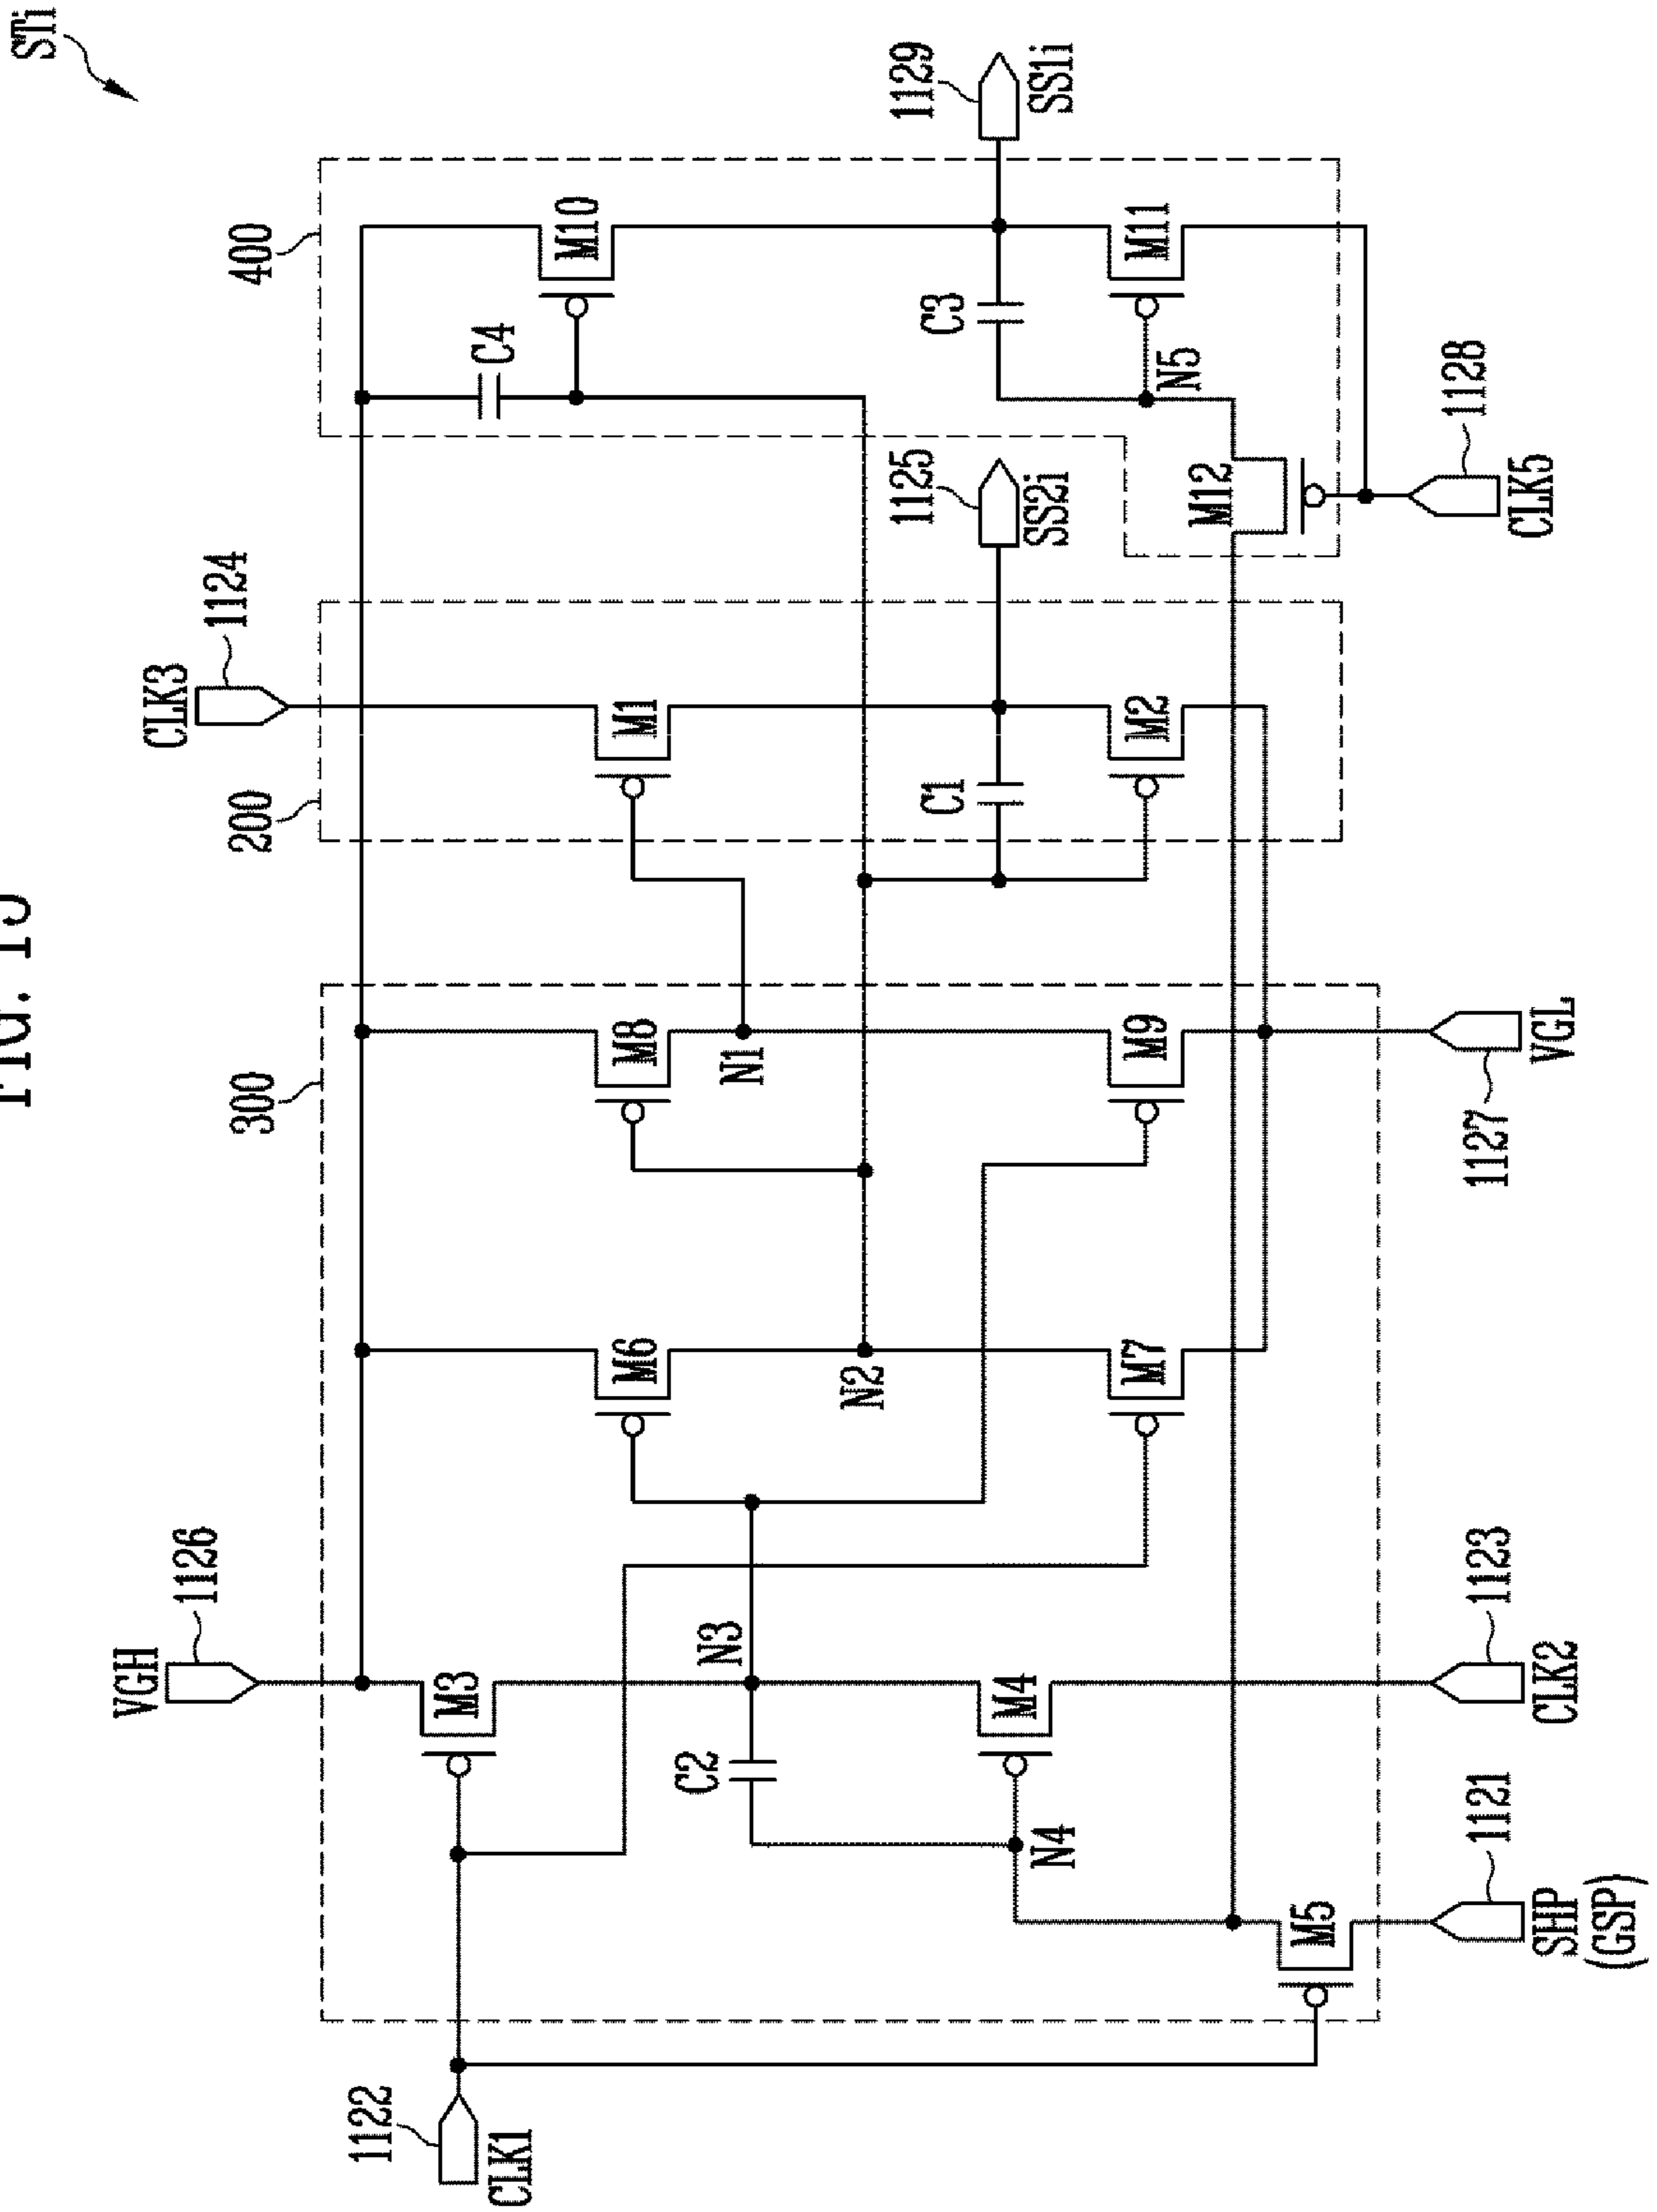 FIG.
STi
VGH
1126
CLK3
1124
300
200
400
1122
CLK1
M3
M6
M8
M1
C4
M10
C2
N3
N1
N2
1125
SS2i
1129
SS1i
C1
C3
M4
N4
M7
M9
M2
M11
N5
M12
M5
1121
SHP
(GSP)
1123
CLK2
1127
VGL
1128
CLK5